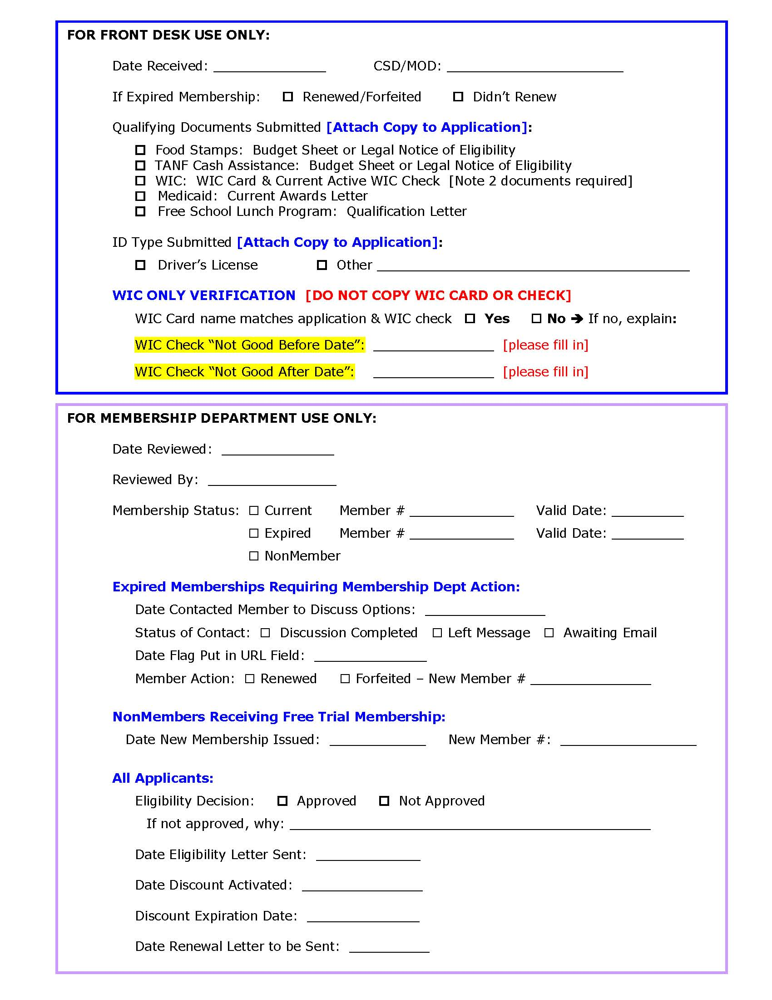 FOR FRONT DESK USE ONLY:
Date Received: ______________ CSD/MOD: ______________________
If Expired Membership: ☐ Renewed/Forfeited ☐ Didn’t Renew
Qualifying Documents Submitted [Attach Copy to Application]:
☐ Food Stamps: Budget Sheet or Legal Notice of Eligibility
☐ TANF Cash Assistance: Budget Sheet or Legal Notice of Eligibility
☐ WIC: WIC Card & Current Active WIC Check [Note 2 documents required]
☐ Medicaid: Current Awards Letter
☐ Free School Lunch Program: Qualification Letter
ID Type Submitted [Attach Copy to Application]:
☐ Driver’s License ☐ Other _______________________________________
WIC ONLY VERIFICATION [DO NOT COPY WIC CARD OR CHECK]
WIC Card name matches application & WIC check ☐ Yes ☐ No ➔ If no, explain:
WIC Check “Not Good Before Date”: _______________ [please fill in]
WIC Check “Not Good After Date”: _______________ [please fill in]
FOR MEMBERSHIP DEPARTMENT USE ONLY:
Date Reviewed: ______________
Reviewed By: ________________
Membership Status: ☐ Current Member # _____________ Valid Date: _________
☐ Expired Member # _____________ Valid Date: _________
☐ NonMember
Expired Memberships Requiring Membership Dept Action:
Date Contacted Member to Discuss Options: _______________
Status of Contact: ☐ Discussion Completed ☐ Left Message ☐ Awaiting Email
Date Flag Put in URL Field: ______________
Member Action: ☐ Renewed ☐ Forfeited – New Member # _______________
NonMembers Receiving Free Trial Membership:
Date New Membership Issued: ____________ New Member #: _________________
All Applicants:
Eligibility Decision: ☐ Approved ☐ Not Approved
If not approved, why: _____________________________________________
Date Eligibility Letter Sent: _____________
Date Discount Activated: _______________
Discount Expiration Date: ______________
Date Renewal Letter to be Sent: __________